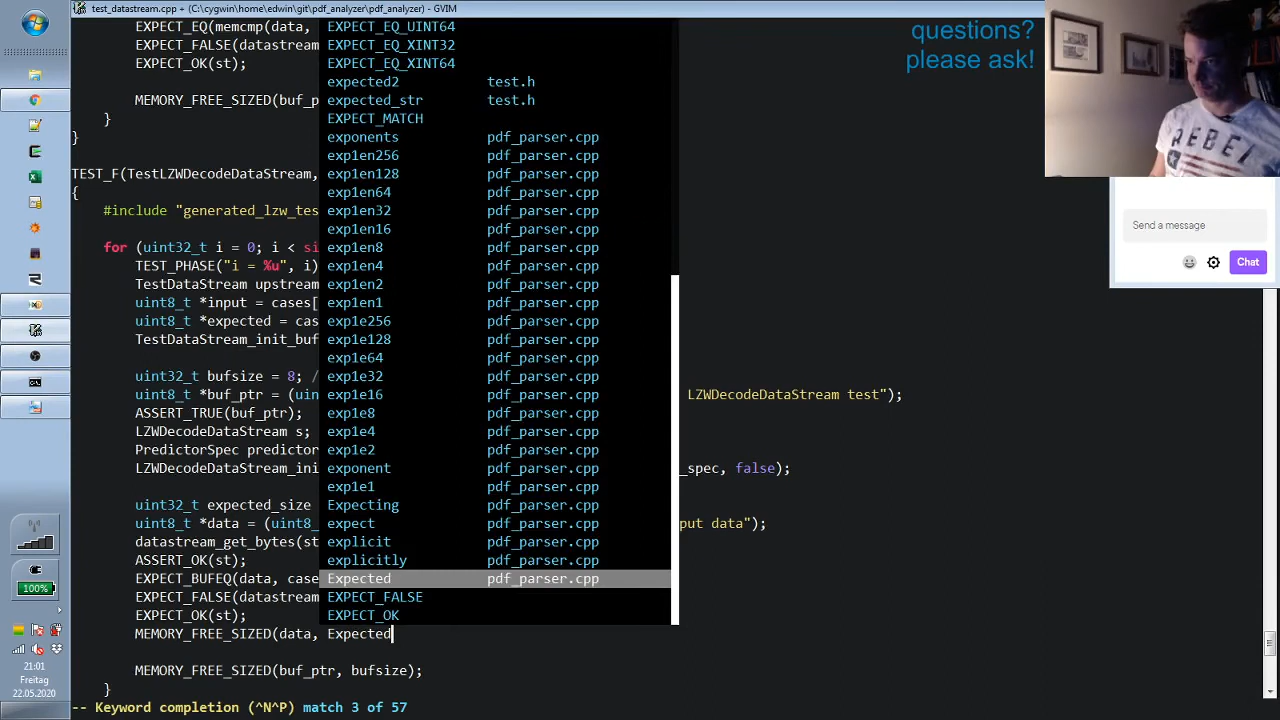 test_datastream.cpp + (C:\cygwin\home\edwin\git\pdf_analyzer\pdf_analyzer) - GVIM
questions?
please ask!
EXPECT_EQ(memcmp(data, EXPECT_EQ_UINT64
EXPECT_FALSE(datastream EXPECT_EQ_XINT32
EXPECT_OK(st); EXPECT_EQ_XINT64
expected2 test.h
MEMORY_FREE_SIZED(buf_p expected_str test.h
} EXPECT_MATCH
} exponents pdf_parser.cpp
exp1en256 pdf_parser.cpp
TEST_F(TestLZWDecodeDataStream, exp1en128 pdf_parser.cpp
{ exp1en64 pdf_parser.cpp
#include "generated_lzw_tes exp1en32 pdf_parser.cpp
exp1en16 pdf_parser.cpp
for (uint32_t i = 0; i < si exp1en8 pdf_parser.cpp
TEST_PHASE("i = %u", i) exp1en4 pdf_parser.cpp
TestDataStream upstream exp1en2 pdf_parser.cpp
uint8_t *input = cases[ exp1en1 pdf_parser.cpp
uint8_t *expected = cas exp1e256 pdf_parser.cpp
TestDataStream_init_buf exp1e128 pdf_parser.cpp
exp1e64 pdf_parser.cpp
uint32_t bufsize = 8; / exp1e32 pdf_parser.cpp
uint8_t *buf_ptr = (uin exp1e16 pdf_parser.cpp LZWDecodeDataStream test");
ASSERT_TRUE(buf_ptr); exp1e8 pdf_parser.cpp
LZWDecodeDataStream s; exp1e4 pdf_parser.cpp
PredictorSpec predictor exp1e2 pdf_parser.cpp
LZWDecodeDataStream_ini exponent pdf_parser.cpp _spec, false);
exp1e1 pdf_parser.cpp
uint32_t expected_size Expecting pdf_parser.cpp
uint8_t *data = (uint8_ expect pdf_parser.cpp put data");
datastream_get_bytes(st explicit pdf_parser.cpp
ASSERT_OK(st); explicitly pdf_parser.cpp
EXPECT_BUFEQ(data, case Expected pdf_parser.cpp
EXPECT_FALSE(datastream EXPECT_FALSE
EXPECT_OK(st); EXPECT_OK
MEMORY_FREE_SIZED(data, Expected
MEMORY_FREE_SIZED(buf_ptr, bufsize);
}
-- Keyword completion (^N^P) match 3 of 57
REBEL
Send a message
Chat
100%
21:01
Freitag
22.05.2020